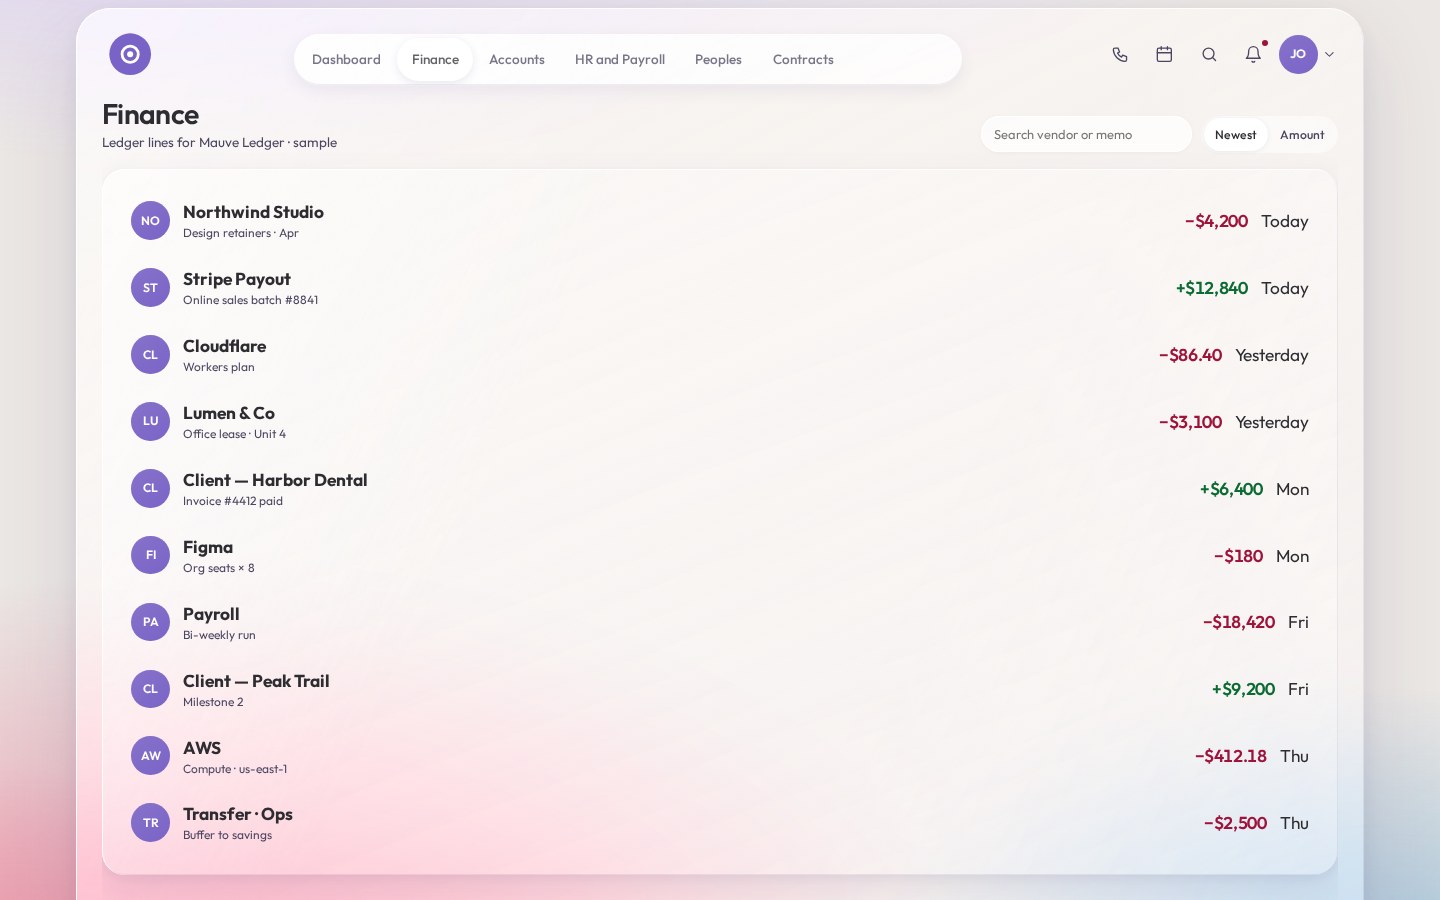 Dashboard Finance Accounts HR and Payroll Peoples Contracts JO
Finance
Ledger lines for Mauve Ledger · sample
Search vendor or memo Newest Amount
NO Northwind Studio −$4,200 Today
Design retainers · Apr
ST Stripe Payout +$12,840 Today
Online sales batch #8841
CL Cloudflare −$86.40 Yesterday
Workers plan
LU Lumen & Co −$3,100 Yesterday
Office lease · Unit 4
CL Client — Harbor Dental +$6,400 Mon
Invoice #4412 paid
FI Figma −$180 Mon
Org seats × 8
PA Payroll −$18,420 Fri
Bi-weekly run
CL Client — Peak Trail +$9,200 Fri
Milestone 2
AW AWS −$412.18 Thu
Compute · us-east-1
TR Transfer · Ops −$2,500 Thu
Buffer to savings